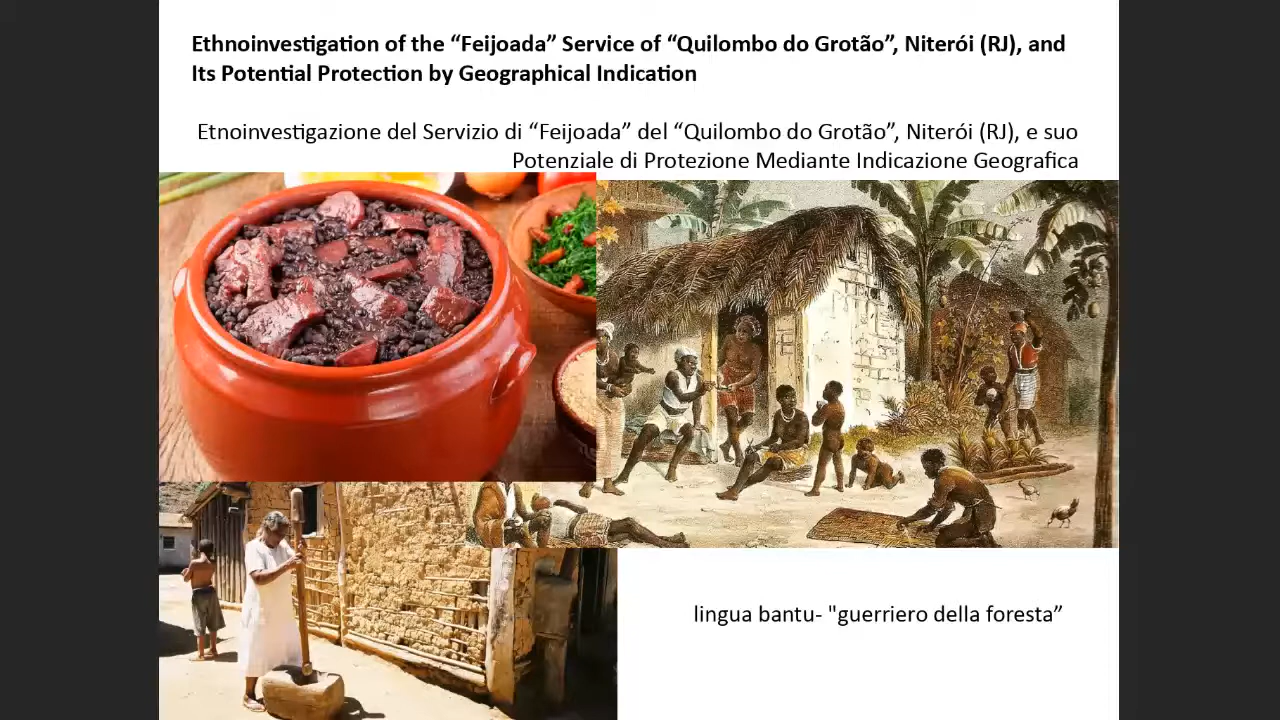 Ethnoinvestigation of the “Feijoada” Service of “Quilombo do Grotão”, Niterói (RJ), and
Its Potential Protection by Geographical Indication
Etnoinvestigazione del Servizio di “Feijoada” del “Quilombo do Grotão”, Niterói (RJ), e suo
Potenziale di Protezione Mediante Indicazione Geografica
lingua bantu- "guerriero della foresta”